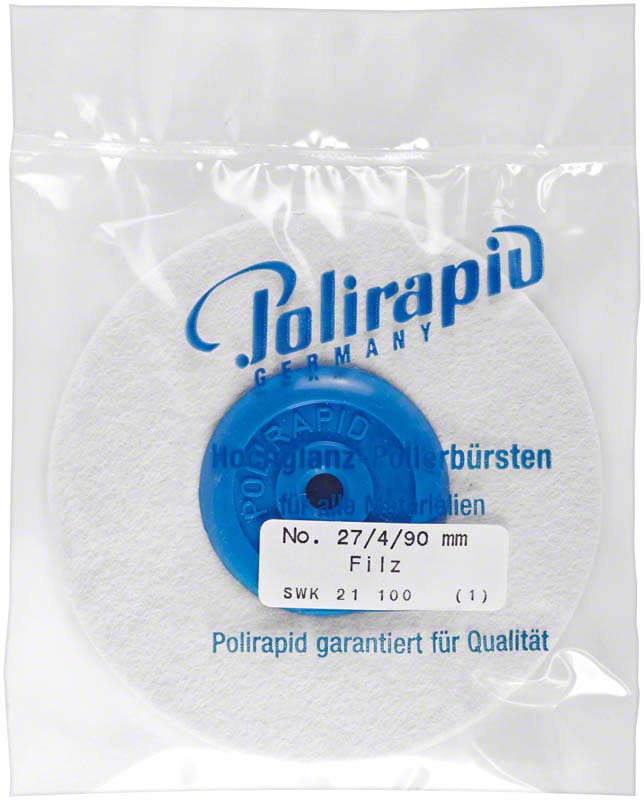 Polirapid
GERMANY
POLIRAPID
Hochglanz-Polierbürsten
für alle Materialien
No. 27/4/90 mm
Filz
SWK 21 100 (1)
Polirapid garantiert für Qualität